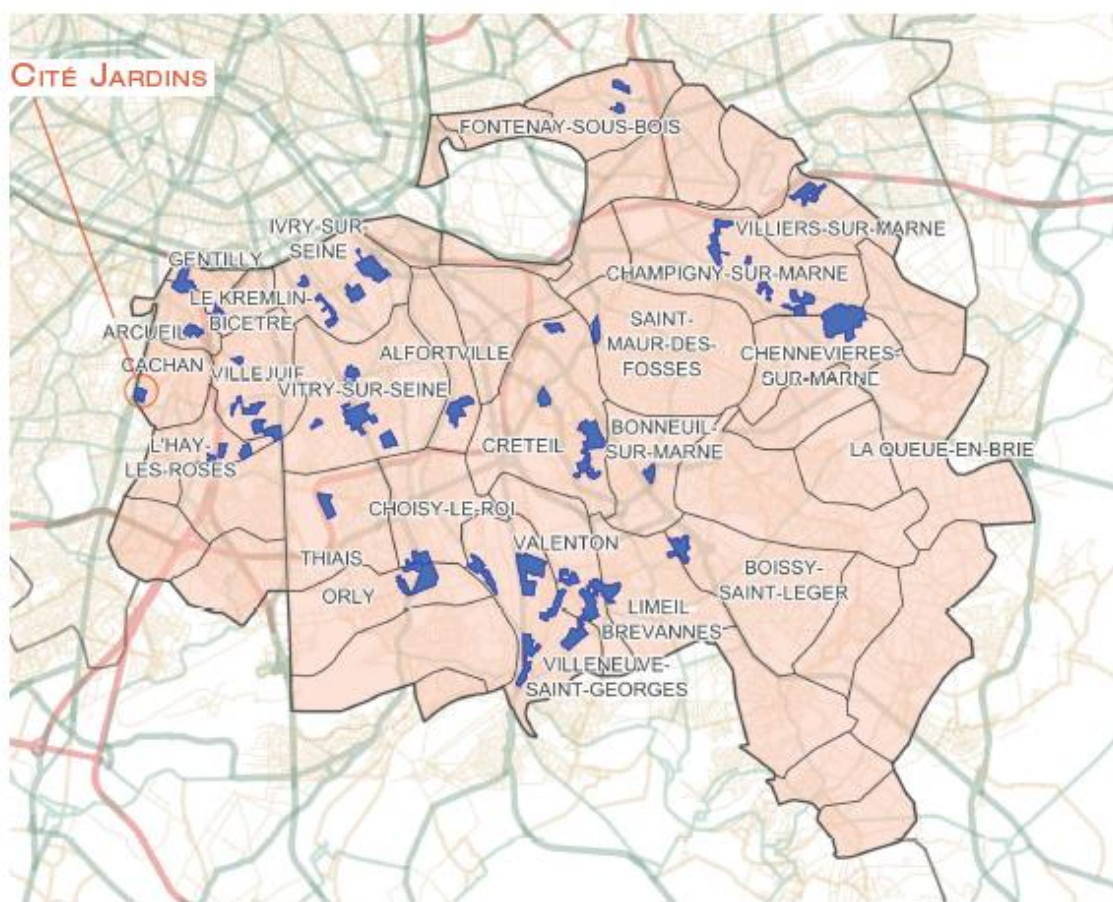 CITÉ JARDINS
FONTENAY-SOUS-BOIS
VILLIERS-SUR-MARNE
IVRY-SUR-
SEINE
GENTILLY
CHAMPIGNY-SUR-MARNE
LE KREMLIN-
BICETRE
ARCUEIL
SAINT-
MAUR-DES-
FOSSES
CACHAN
VILLEJUIF
ALFORTVILLE
VITRY-SUR-SEINE
CHENNEVIERES-
SUR-MARNE
L'HAY-
LES-ROSES
CRETEIL
BONNEUIL-
SUR-MARNE
LA QUEUE-EN-BRIE
CHOISY-LE-ROI
THIAIS
VALENTON
ORLY
BOISSY-
SAINT-LEGER
LIMEIL
BREVANNES
VILLENEUVE-
SAINT-GEORGES